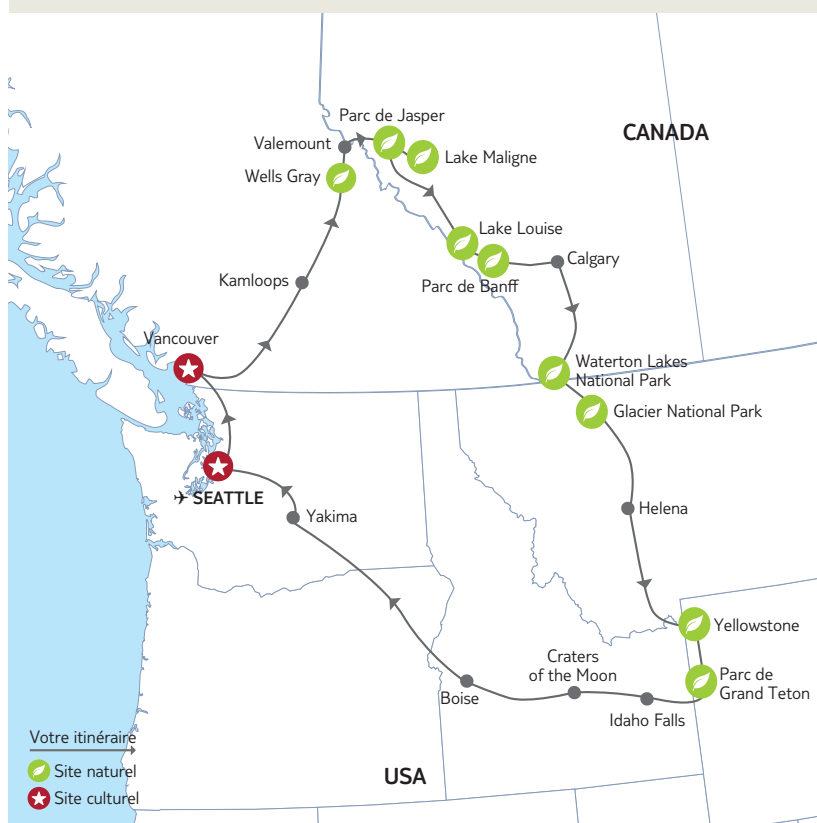 Parc de Jasper
CANADA
Valemount
Lake Maligne
Wells Gray
Lake Louise
Calgary
Kamloops
Parc de Banff
Vancouver
Waterton Lakes
National Park
Glacier National Park
SEATTLE
Yakima
Helena
Yellowstone
Craters
of the Moon
Parc de
Grand Teton
Boise
Idaho Falls
Votre itinéraire
Site naturel
USA
Site culturel